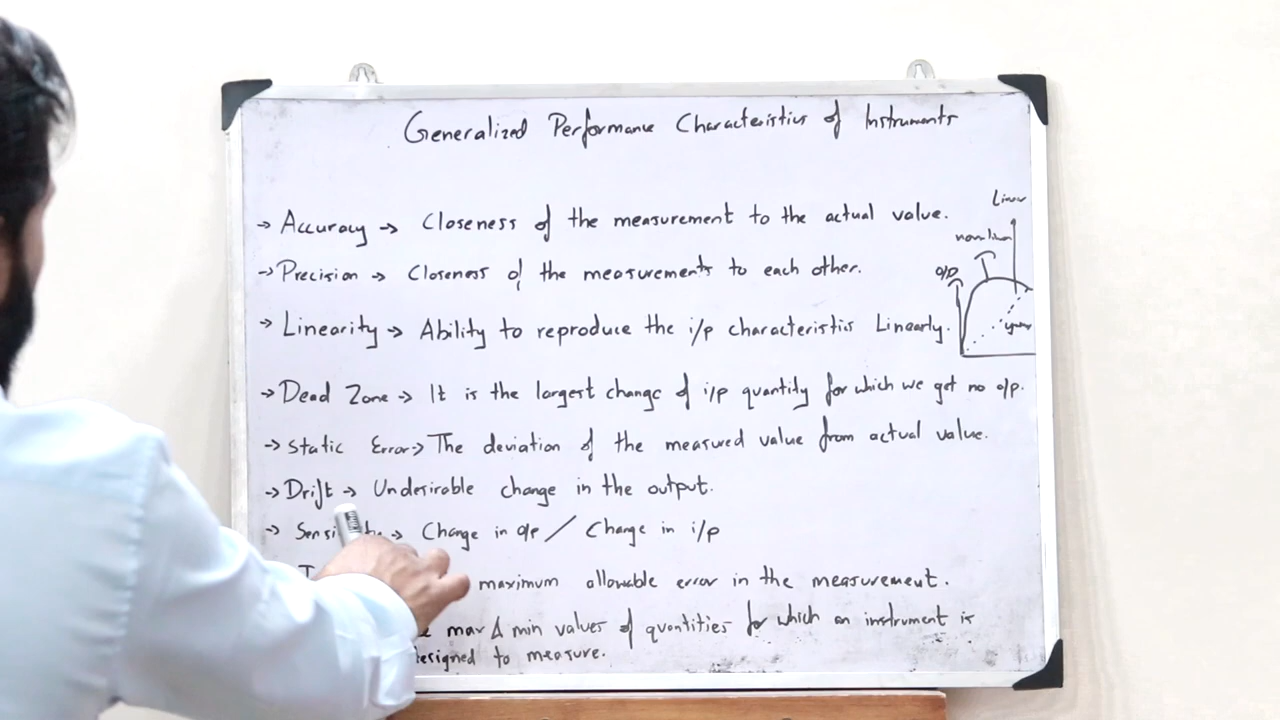 Generalized Performance Characteristics of Instruments
→ Accuracy → Closeness of the measurement to the actual value.
→ Precision → Closeness of the measurements to each other.
→ Linearity → Ability to reproduce the i/p characteristics Linearly.
Linear
non-linear
o/p
→ Dead Zone → It is the largest change of i/p quantity for which we get no o/p.
→ Static Error → The deviation of the measured value from actual value.
→ Drift → Undesirable change in the output.
→ → Change in o/p / Change in i/p
maximum allowable error in the measurement.
max & min values of quantities for which an instrument is
designed to measure.